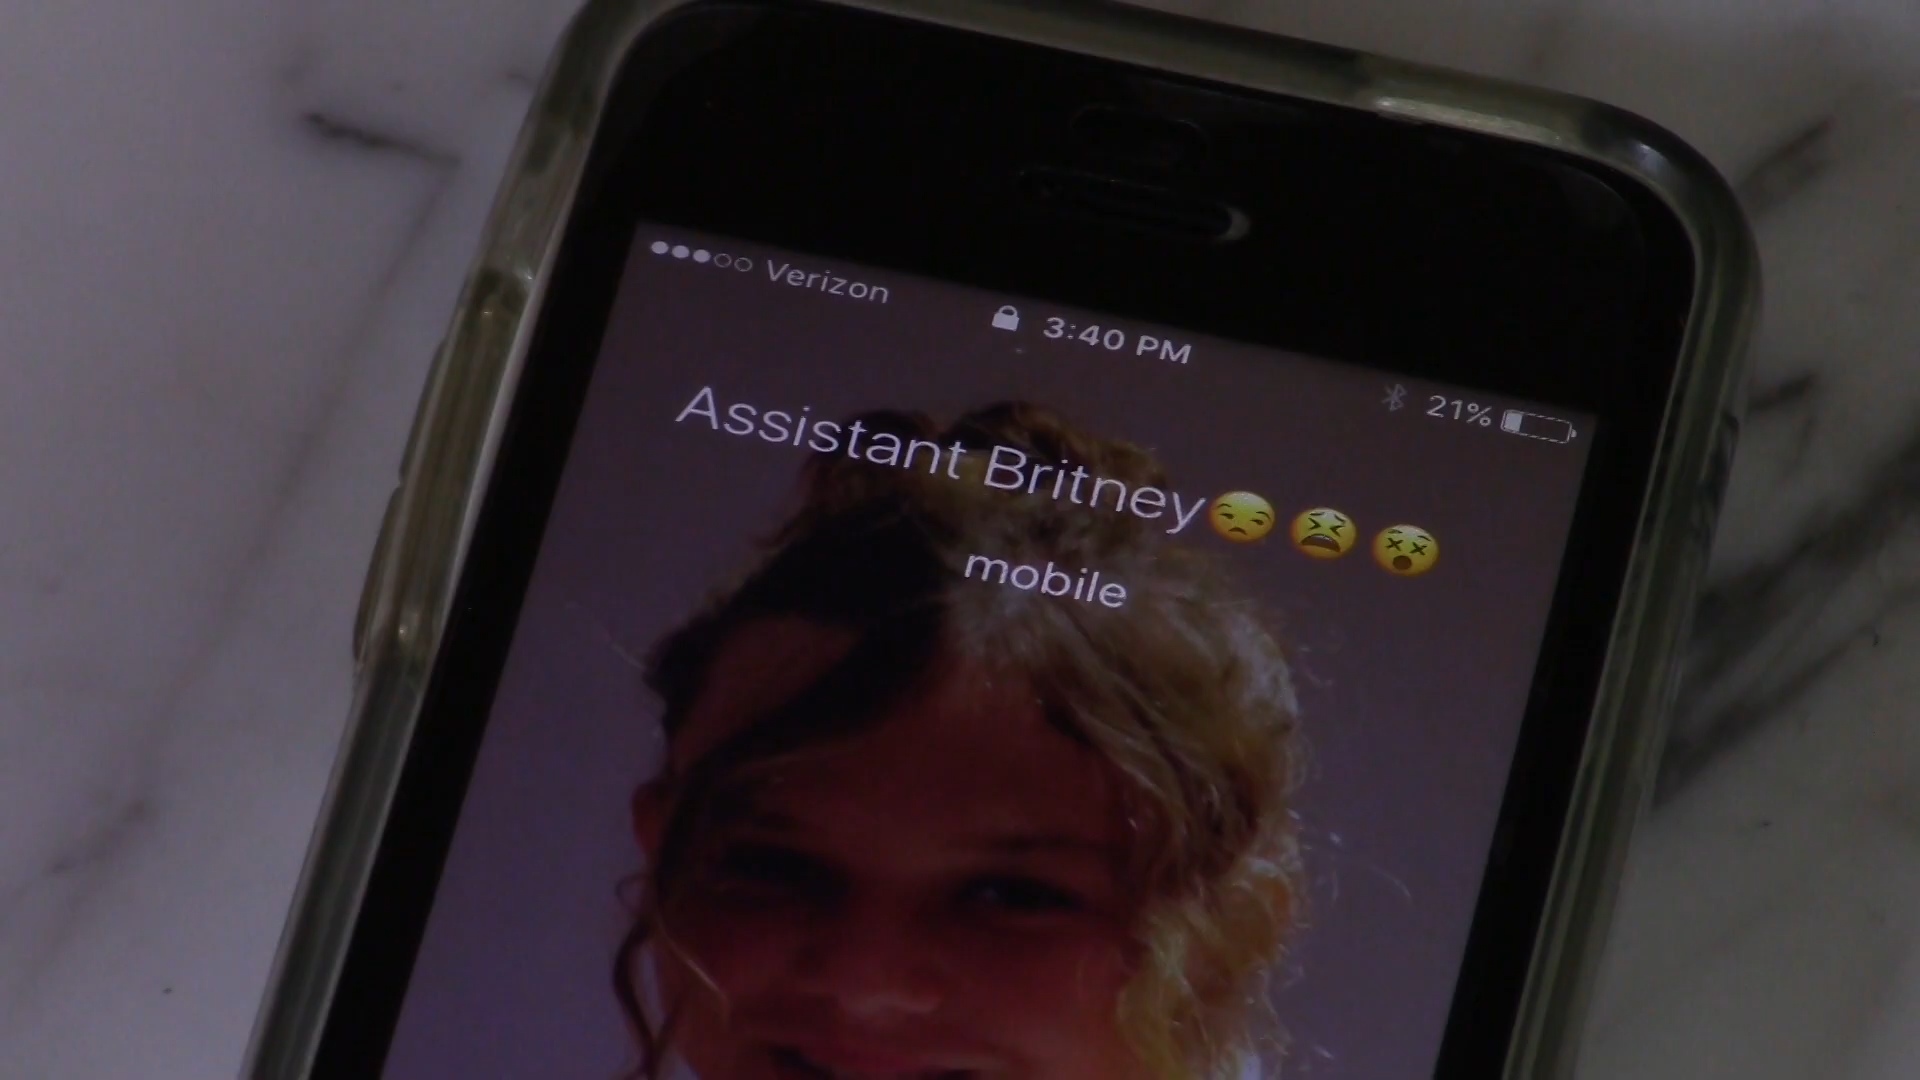 Verizon 3:40 PM 21%
Assistant Britney😒 😫 😵
mobile